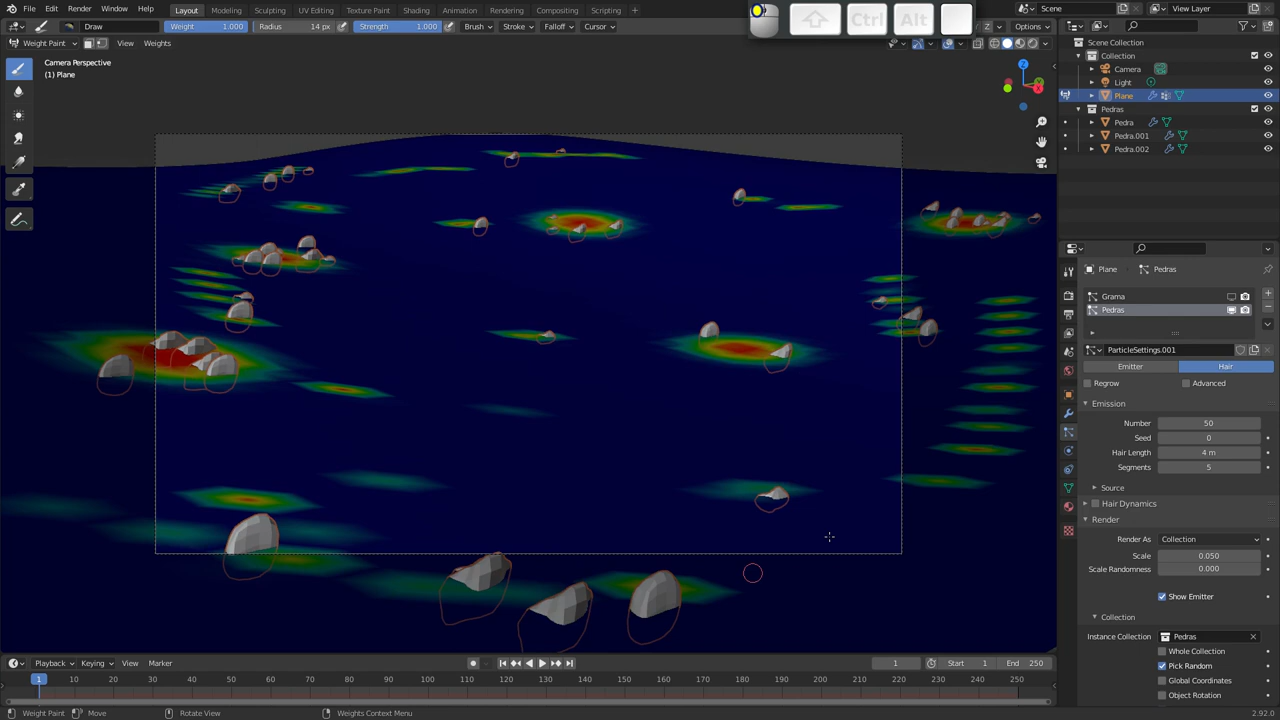 File Edit Render Window Help Layout Modeling Sculpting UV Editing Texture Paint Shading Animation Rendering Compositing Scripting + Ctrl Alt Scene View Layer
Draw Weight 1.000 Radius 14 px Strength 1.000 Brush Stroke Falloff Cursor Z Options
Weight Paint View Weights
Scene Collection
Collection
Camera
Light
Plane
Pedras
Pedra
Pedra.001
Pedra.002
Camera Perspective
(1) Plane
Z
X
Y
Plane Pedras
Grama
Pedras
ParticleSettings.001
Emitter Hair
Regrow Advanced
Emission
Number 50
Seed 0
Hair Length 4 m
Segments 5
Source
Hair Dynamics
Render
Render As Collection
Scale 0.050
Scale Randomness 0.000
Show Emitter
Collection
Instance Collection Pedras
Whole Collection
Pick Random
Global Coordinates
Object Rotation
Playback Keying View Marker 1 Start 1 End 250
1 10 20 30 40 50 60 70 80 90 100 110 120 130 140 150 160 170 180 190 200 210 220 230 240 250
Weight Paint Move Rotate View Weights Context Menu 2.92.0